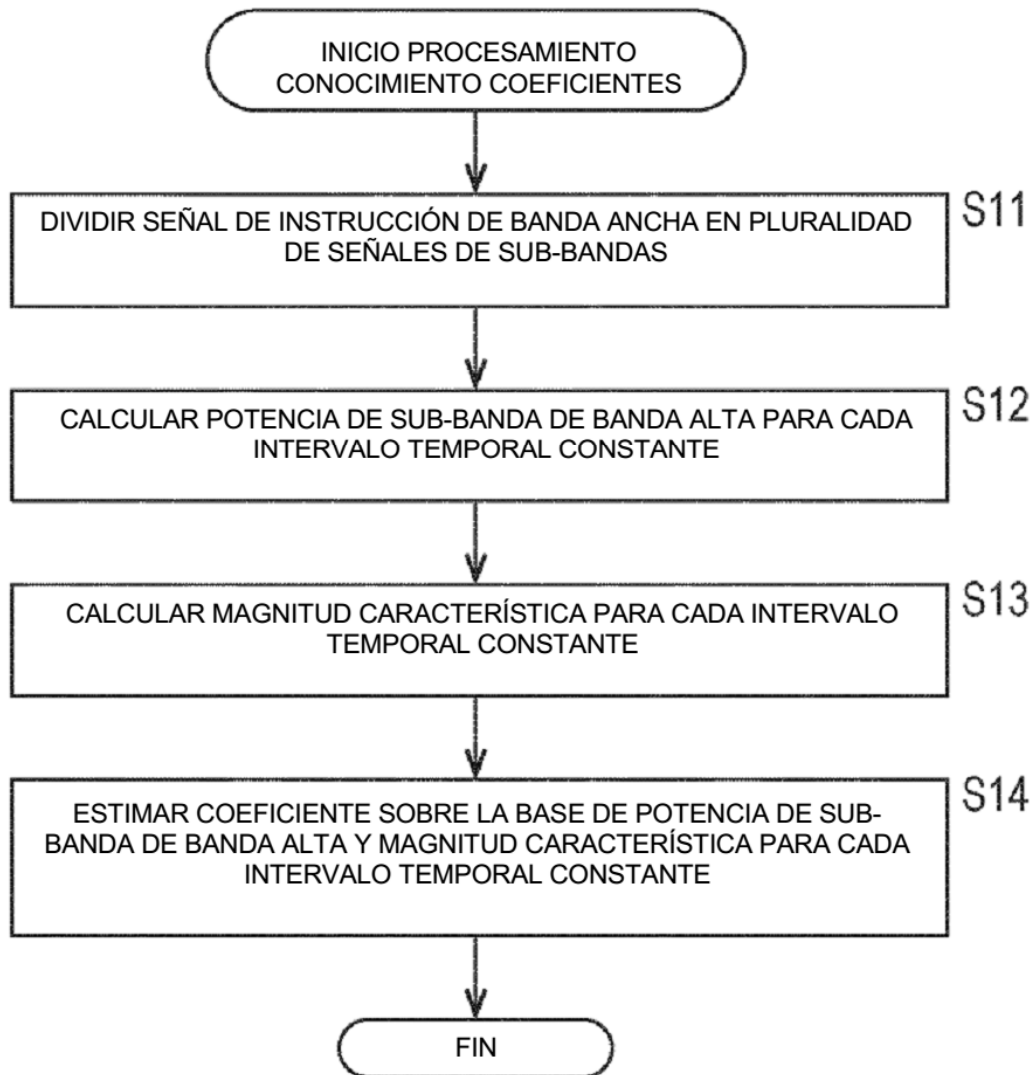 INICIO PROCESAMIENTO
CONOCIMIENTO COEFICIENTES
S11
DIVIDIR SEÑAL DE INSTRUCCIÓN DE BANDA ANCHA EN PLURALIDAD
DE SEÑALES DE SUB-BANDAS
S12
CALCULAR POTENCIA DE SUB-BANDA DE BANDA ALTA PARA CADA
INTERVALO TEMPORAL CONSTANTE
S13
CALCULAR MAGNITUD CARACTERÍSTICA PARA CADA INTERVALO
TEMPORAL CONSTANTE
S14
ESTIMAR COEFICIENTE SOBRE LA BASE DE POTENCIA DE SUB-
BANDA DE BANDA ALTA Y MAGNITUD CARACTERÍSTICA PARA CADA
INTERVALO TEMPORAL CONSTANTE
FIN